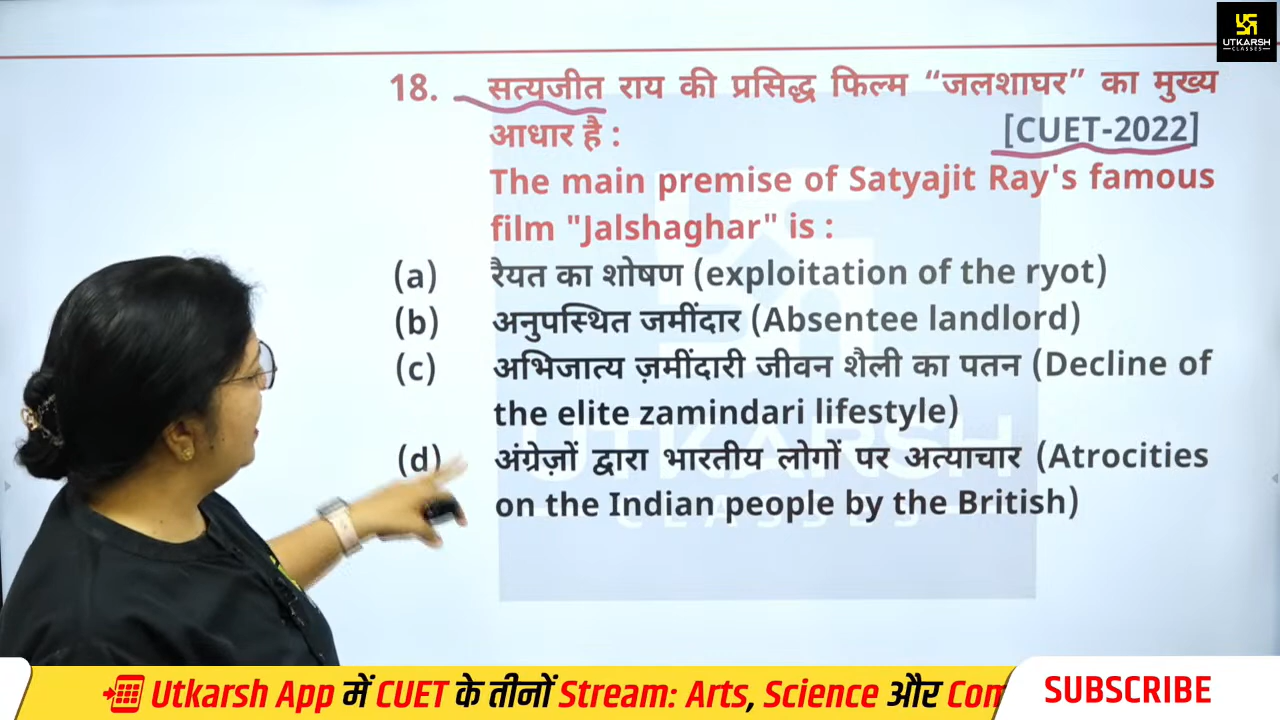 UTKARSH
CLASSES
18. सत्यजीत राय की प्रसिद्ध फिल्म “जलशाघर” का मुख्य
आधार है : [CUET-2022]
The main premise of Satyajit Ray's famous
film "Jalshaghar" is :
(a) रैयत का शोषण (exploitation of the ryot)
(b) अनुपस्थित जमींदार (Absentee landlord)
(c) अभिजात्य ज़मींदारी जीवन शैली का पतन (Decline of
the elite zamindari lifestyle)
(d) अंग्रेज़ों द्वारा भारतीय लोगों पर अत्याचार (Atrocities
on the Indian people by the British)
UTKARSH
CLASSES
Utkarsh App में CUET के तीनों Stream: Arts, Science और Com
SUBSCRIBE